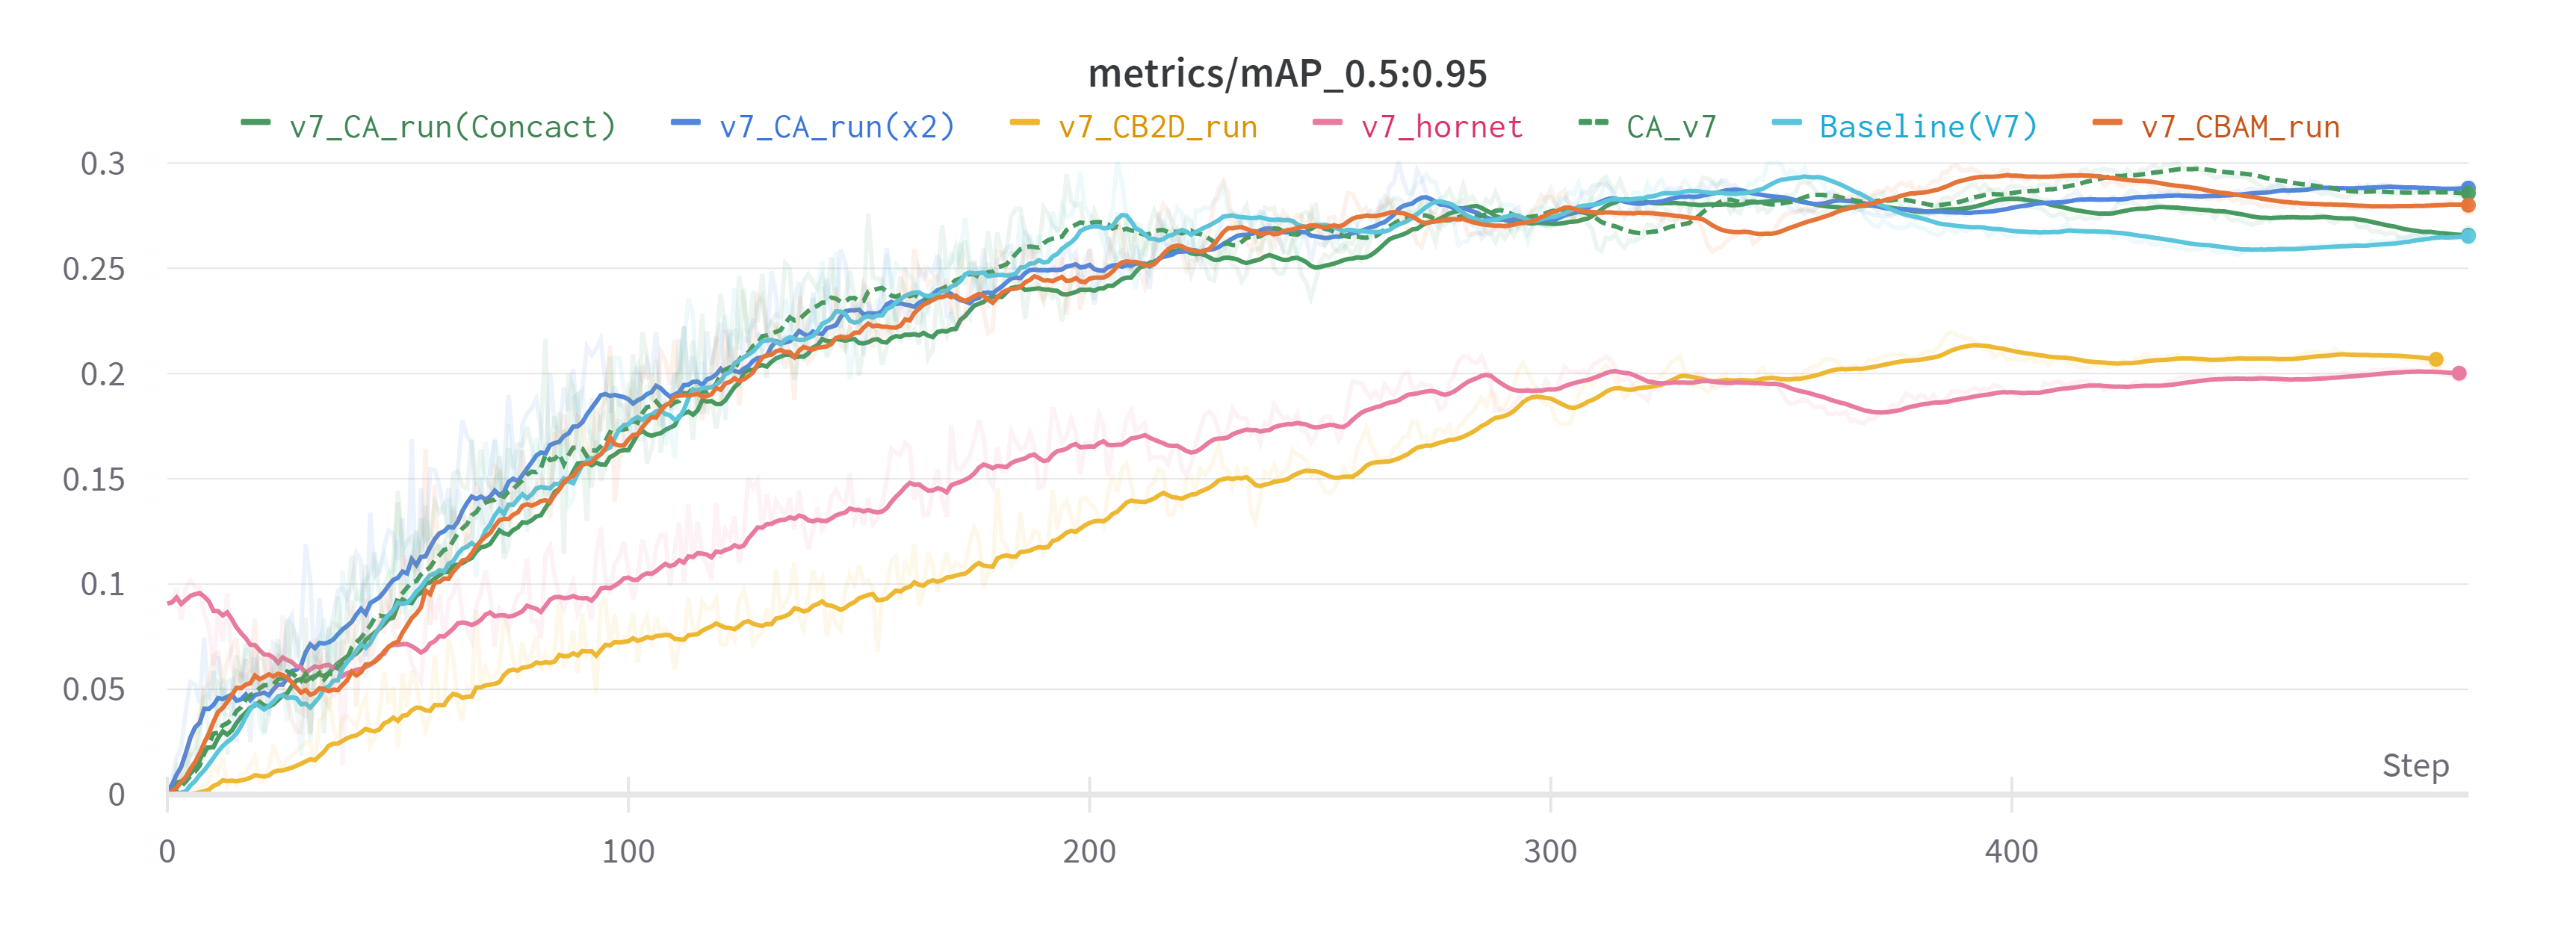 metrics/mAP_0.5:0.95
v7_CA_run(Concact) v7_CA_run(x2) v7_CB2D_run v7_hornet CA_v7 Baseline(V7) v7_CBAM_run
0.3
0.25
0.2
0.15
0.1
0.05
Step
0
0 100 200 300 400